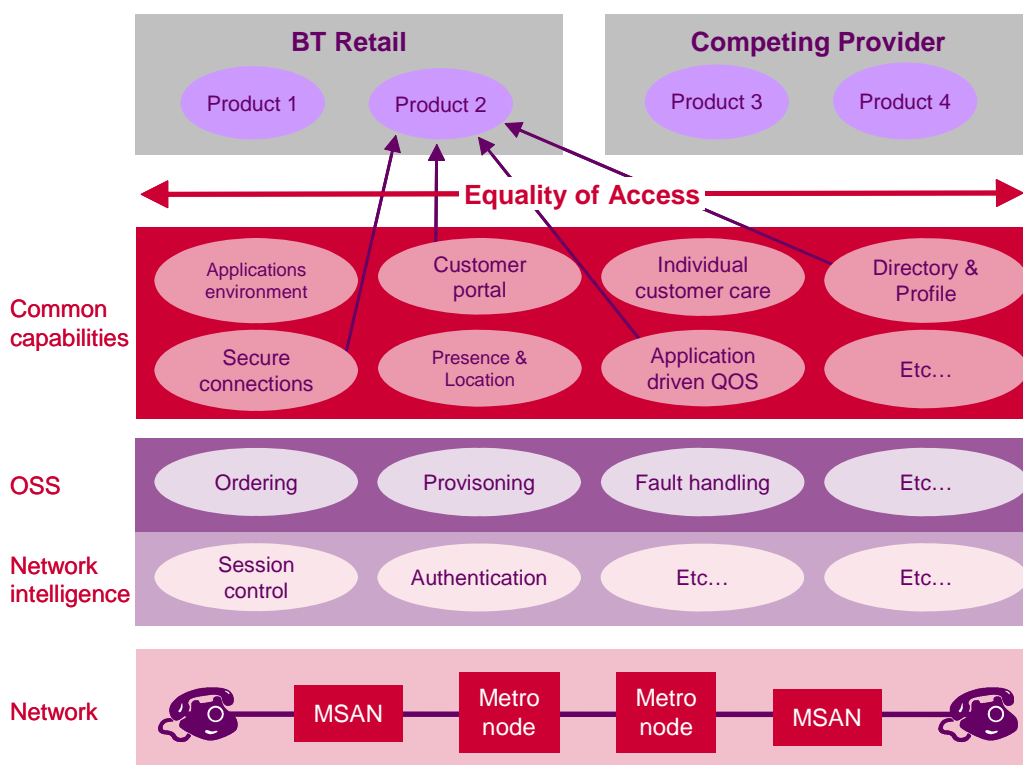 BT Retail
Competing Provider
Product 1
Product 2
Product 3
Product 4
Equality of Access
Common
capabilities
Applications
environment
Customer
portal
Individual
customer care
Directory &
Profile
Secure
connections
Presence &
Location
Application
driven QOS
Etc…
OSS
Ordering
Provisoning
Fault handling
Etc…
Network
intelligence
Session
control
Authentication
Etc…
Etc…
Network
MSAN
Metro
node
Metro
node
MSAN